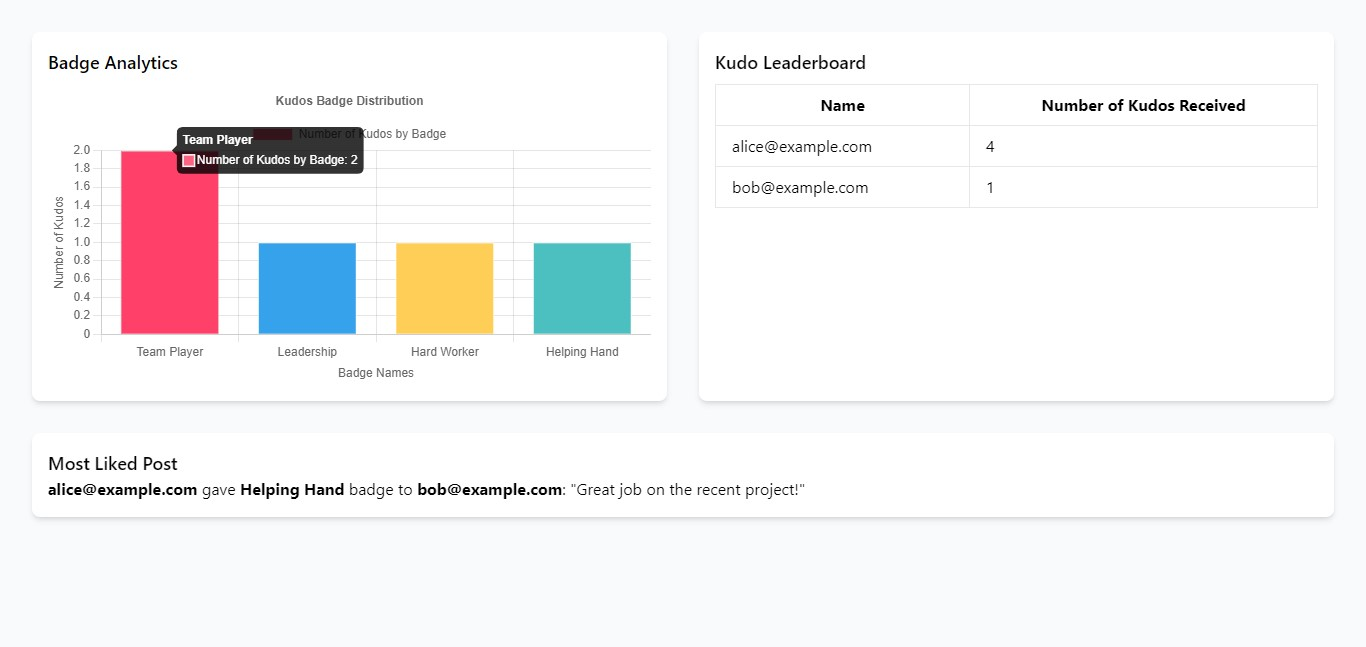 Badge Analytics
Kudos Badge Distribution
Number of Kudos by Badge
Team Player
Number of Kudos by Badge: 2
Number of Kudos
2.0
1.8
1.6
1.4
1.2
1.0
0.8
0.6
0.4
0.2
0
Team Player Leadership Hard Worker Helping Hand
Badge Names
Kudo Leaderboard
Name Number of Kudos Received
alice@example.com 4
bob@example.com 1
Most Liked Post
alice@example.com gave Helping Hand badge to bob@example.com: "Great job on the recent project!"